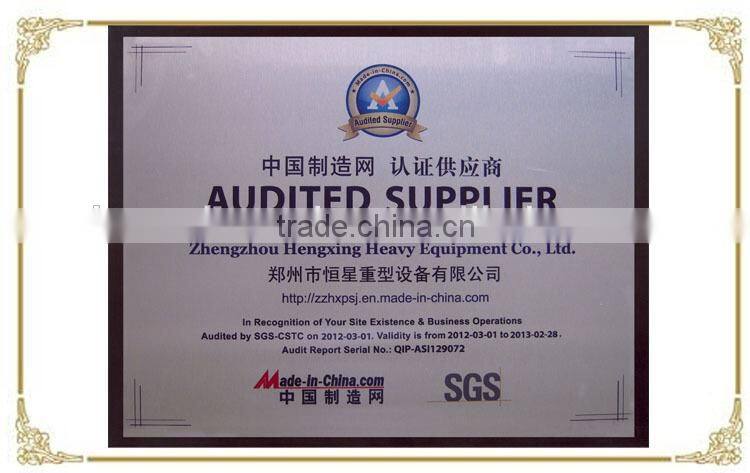 Made-in-China.com
Audited Supplier
中国制造网 认证供应商
AUDITED SUPPLIER
trade.china.cn
Zhengzhou Hengxing Heavy Equipment Co., Ltd.
郑州市恒星重型设备有限公司
http://zzhxpsj.en.made-in-china.com
In Recognition of Your Site Existence & Business Operations
Audited by SGS-CSTC on 2012-03-01. Validity is from 2012-03-01 to 2013-02-28.
Audit Report Serial No.: QIP-ASI129072
Made-in-China.com
中国制造网
SGS